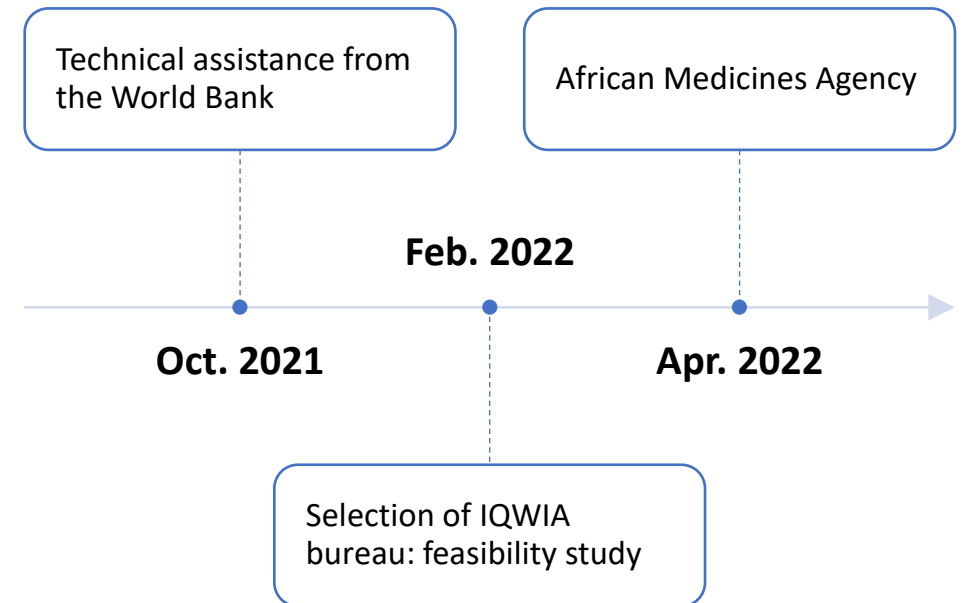 Technical assistance from
the World Bank
African Medicines Agency
Feb. 2022
Oct. 2021
Apr. 2022
Selection of IQWIA
bureau: feasibility study